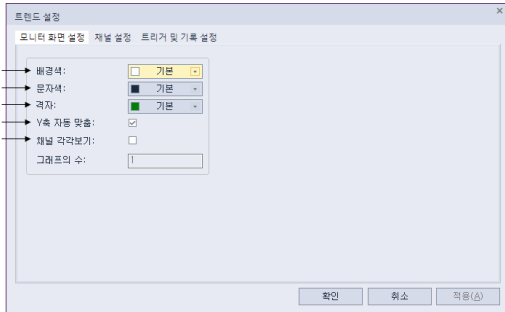 트렌드 설정
모니터 화면 설정 채널 설정 트리거 및 기록 설정
배경색: 기본
문자색: 기본
격자: 기본
Y축 자동 맞춤:
채널 각각보기:
그래프의 수: 1
확인 취소 적용(A)